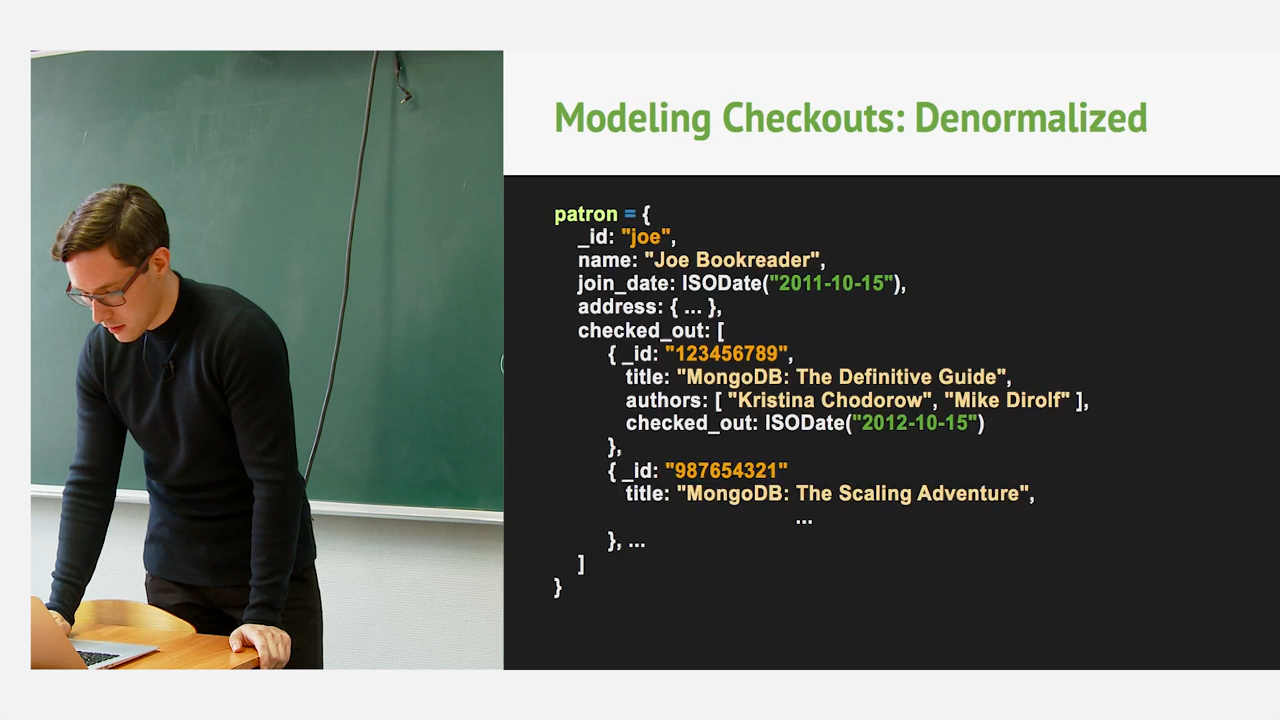 Modeling Checkouts: Denormalized
patron = {
_id: "joe",
name: "Joe Bookreader",
join_date: ISODate("2011-10-15"),
address: { ... },
checked_out: [
{ _id: "123456789",
title: "MongoDB: The Definitive Guide",
authors: [ "Kristina Chodorow", "Mike Dirolf" ],
checked_out: ISODate("2012-10-15")
},
{ _id: "987654321"
title: "MongoDB: The Scaling Adventure",
...
}, ...
]
}